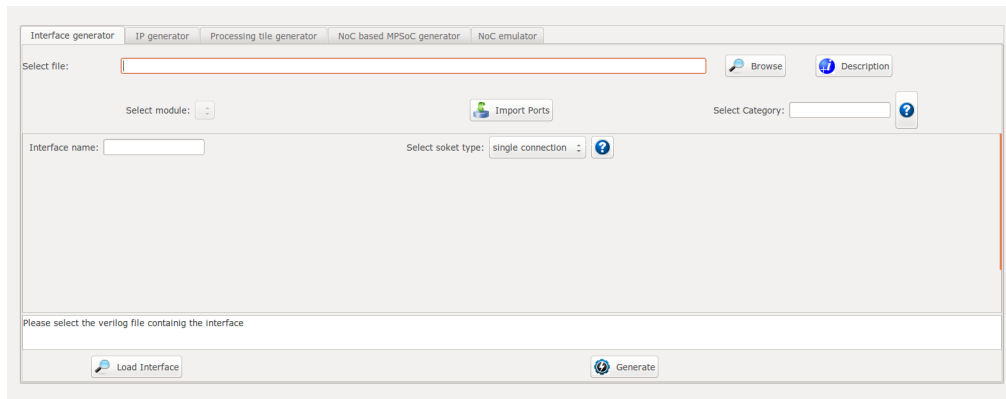 Interface generator IP generator Processing tile generator NoC based MPSoC generator NoC emulator
Select file: Browse Description
Select module: Import Ports Select Category:
Interface name: Select soket type: single connection
Please select the verilog file containig the interface
Load Interface Generate